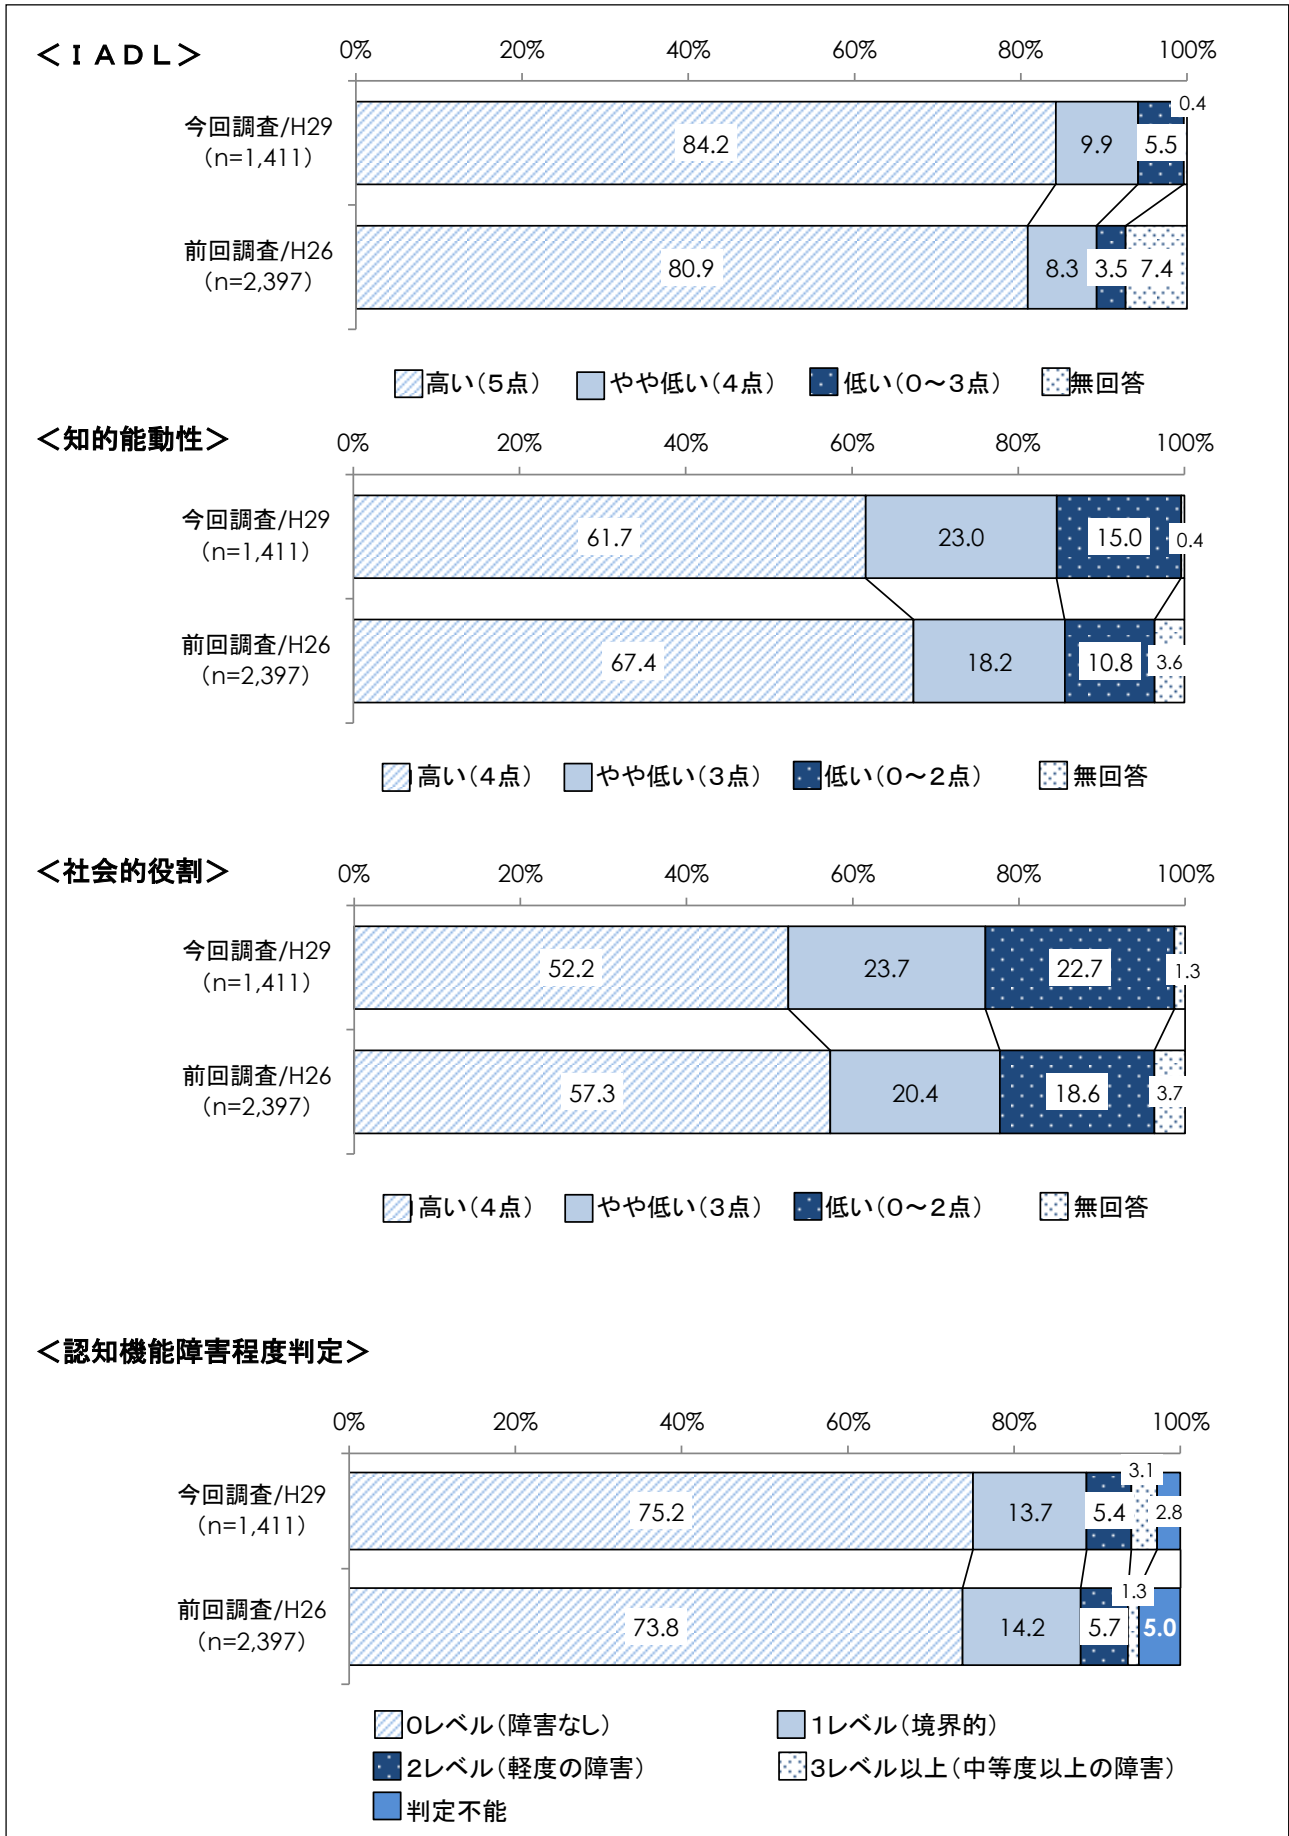 ＜ＩＡＤＬ＞
0% 20% 40% 60% 80% 100%
今回調査/H29
（n=1,411）
84.2 9.9 5.5 0.4
前回調査/H26
（n=2,397）
80.9 8.3 3.5 7.4
高い（5点） やや低い（4点） 低い（0～3点） 無回答
＜知的能動性＞
0% 20% 40% 60% 80% 100%
今回調査/H29
（n=1,411）
61.7 23.0 15.0 0.4
前回調査/H26
（n=2,397）
67.4 18.2 10.8 3.6
高い（4点） やや低い（3点） 低い（0～2点） 無回答
＜社会的役割＞
0% 20% 40% 60% 80% 100%
今回調査/H29
（n=1,411）
52.2 23.7 22.7 1.3
前回調査/H26
（n=2,397）
57.3 20.4 18.6 3.7
高い（4点） やや低い（3点） 低い（0～2点） 無回答
＜認知機能障害程度判定＞
0% 20% 40% 60% 80% 100%
今回調査/H29
（n=1,411）
75.2 13.7 5.4 3.1 2.8
前回調査/H26
（n=2,397）
73.8 14.2 5.7 1.3 5.0
0レベル（障害なし） 1レベル（境界的）
2レベル（軽度の障害） 3レベル以上（中等度以上の障害）
判定不能